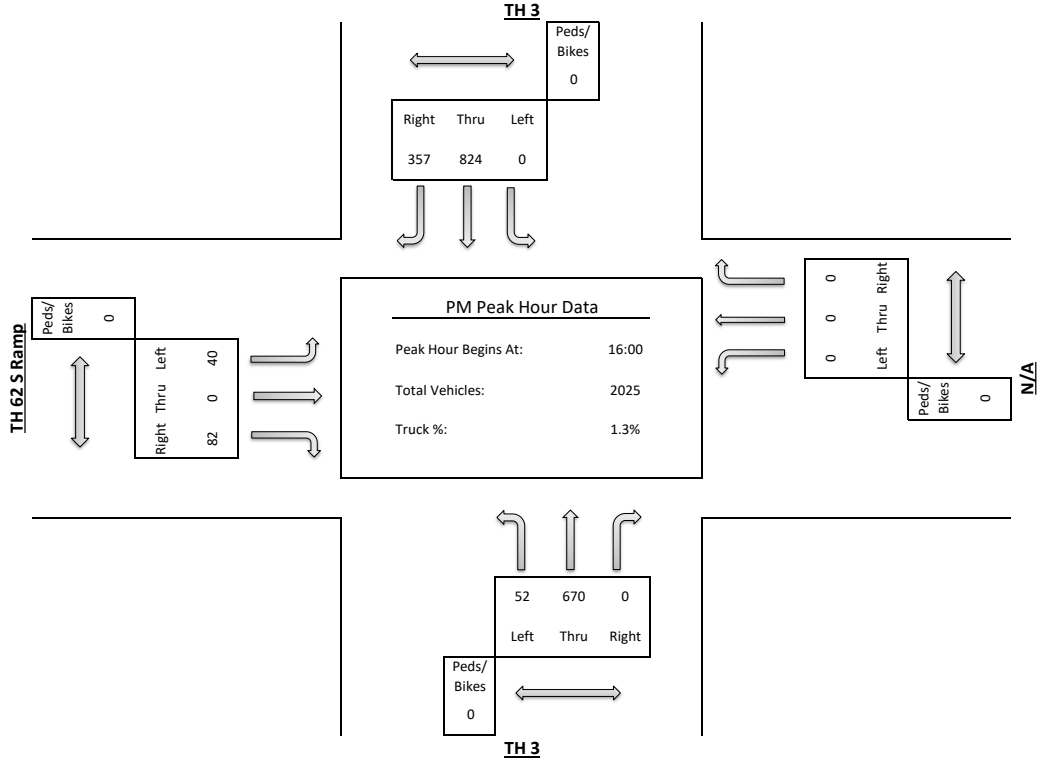 TH 3
Peds/
Bikes
0
Right Thru Left
357 824 0
TH 62 S Ramp
Peds/
Bikes
0
Left 40
Thru 0
Right 82
PM Peak Hour Data
Peak Hour Begins At: 16:00
Total Vehicles: 2025
Truck %: 1.3%
0 Right
0 Thru
0 Left
Peds/
Bikes
0
N/A
52 670 0
Left Thru Right
Peds/
Bikes
0
TH 3